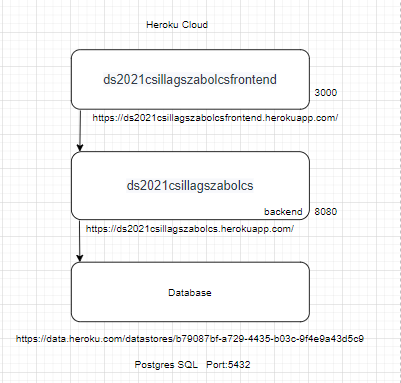 Heroku Cloud
ds2021csillagszabolcsfrontend
3000
https://ds2021csillagszabolcsfrontend.herokuapp.com/
ds2021csillagszabolcs
backend 8080
https://ds2021csillagszabolcs.herokuapp.com/
Database
https://data.heroku.com/datastores/b79087bf-a729-4435-b03c-9f4e9a43d5c9
Postgres SQL Port:5432